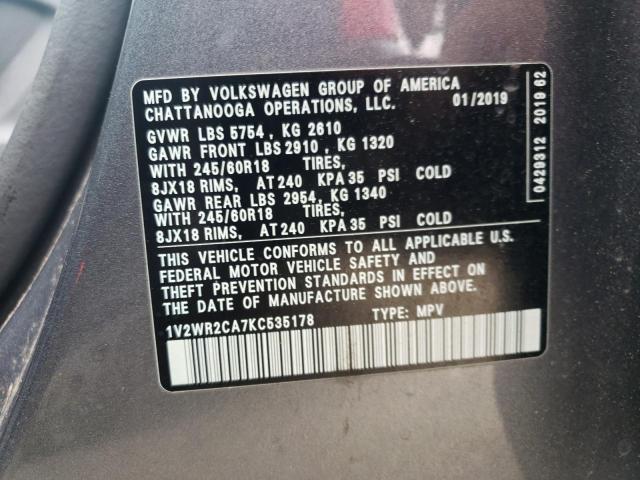 MFD BY VOLKSWAGEN GROUP OF AMERICA
CHATTANOOGA OPERATIONS, LLC. 01/2019
GVWR LBS 5754 , KG 2610
GAWR FRONT LBS 2910 , KG 1320
WITH 245/60R18 TIRES,
8JX18 RIMS, AT 240 KPA 35 PSI COLD
GAWR REAR LBS 2954, KG 1340
WITH 245/60R18 TIRES,
8JX18 RIMS, AT 240 KPA 35 PSI COLD
THIS VEHICLE CONFORMS TO ALL APPLICABLE U.S.
FEDERAL MOTOR VEHICLE SAFETY AND
THEFT PREVENTION STANDARDS IN EFFECT ON
THE DATE OF MANUFACTURE SHOWN ABOVE.
1V2WR2CA7KC535178 TYPE: MPV
0429312 2019 62